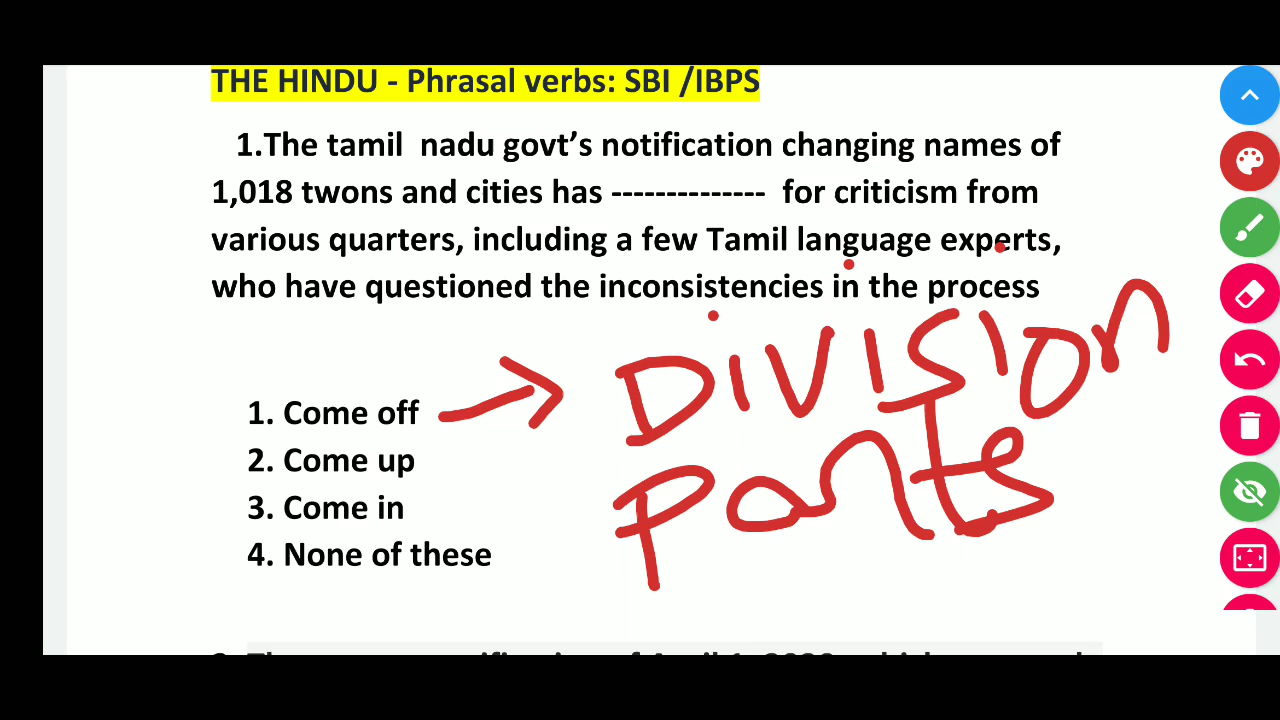 THE HINDU - Phrasal verbs: SBI /IBPS
1.The tamil nadu govt's notification changing names of
1,018 twons and cities has -------------- for criticism from
various quarters, including a few Tamil language experts,
who have questioned the inconsistencies in the process
1. Come off
DIVISION
2. Come up
Parts
3. Come in
4. None of these